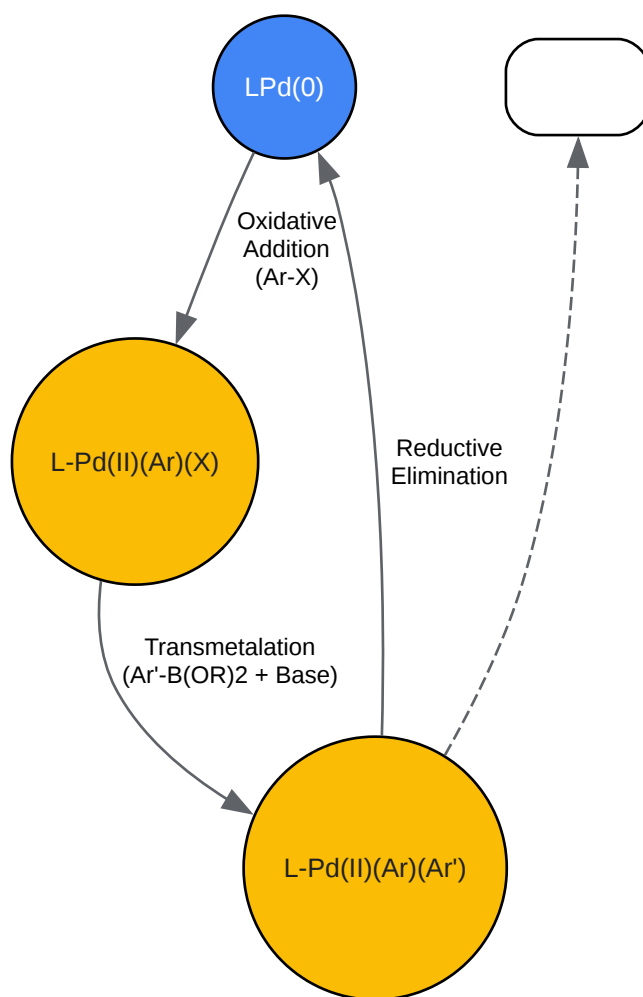 LPd(0)
Oxidative
Addition
(Ar-X)
L-Pd(II)(Ar)(X)
Reductive
Elimination
Transmetalation
(Ar'-B(OR)2 + Base)
L-Pd(II)(Ar)(Ar')